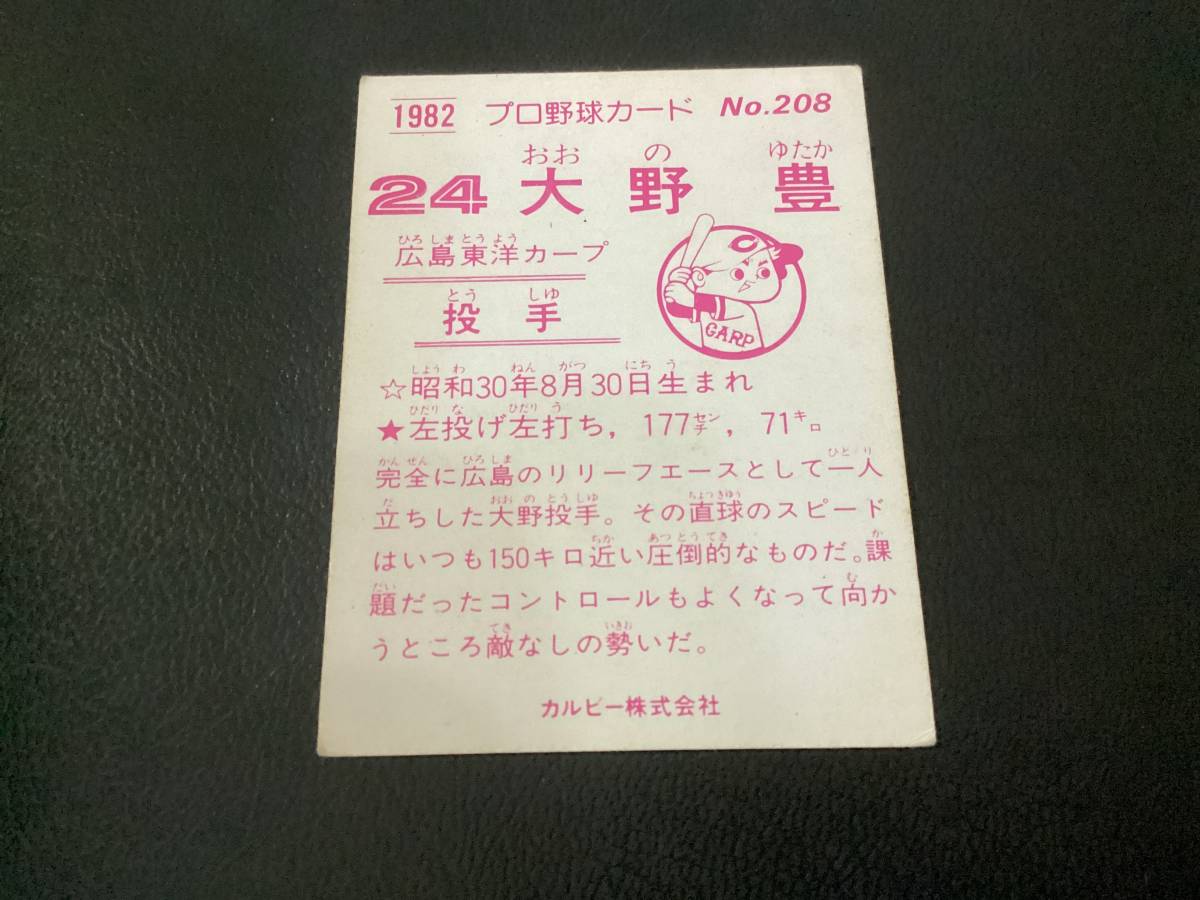 1982 プロ野球カード No.208
おお の ゆたか
24 大野 豊
ひろ しま とう よう
広島東洋カープ
とう しゆ
投手
CARP
しよう わ ねん がつ にち う
☆昭和30年8月30日生まれ
ひだり な ひだり う
★左投げ左打ち, 177センチ, 71キロ
かん ぜん ひろ しま ひと り
完全に広島のリリーフエースとして一人
だ おお の とう しゆ ちよつ きゆう
立ちした大野投手。その直球のスピード
ちか あつ とう てき か
はいつも150キロ近い圧倒的なものだ。課
だい む
題だったコントロールもよくなって向か
てき いきお
うところ敵なしの勢いだ。
カルビー株式会社